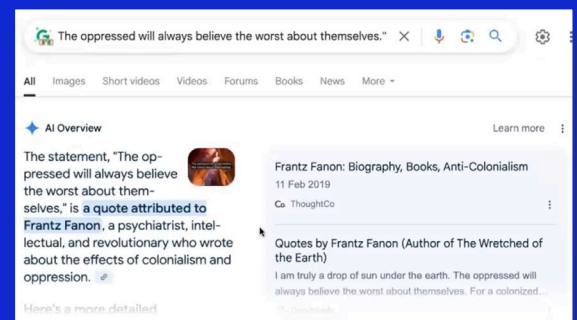 The oppressed will always believe the worst about themselves."
All Images Short videos Videos Forums Books News More
AI Overview
Learn more
The statement, "The op-
pressed will always believe
the worst about them-
selves," is a quote attributed to
Frantz Fanon, a psychiatrist, intel-
lectual, and revolutionary who wrote
about the effects of colonialism and
oppression.
Here's a more detailed
Frantz Fanon: Biography, Books, Anti-Colonialism
11 Feb 2019
Co. ThoughtCo
Quotes by Frantz Fanon (Author of The Wretched of
the Earth)
I am truly a drop of sun under the earth. The oppressed will
always believe the worst about themselves. For a colonized...